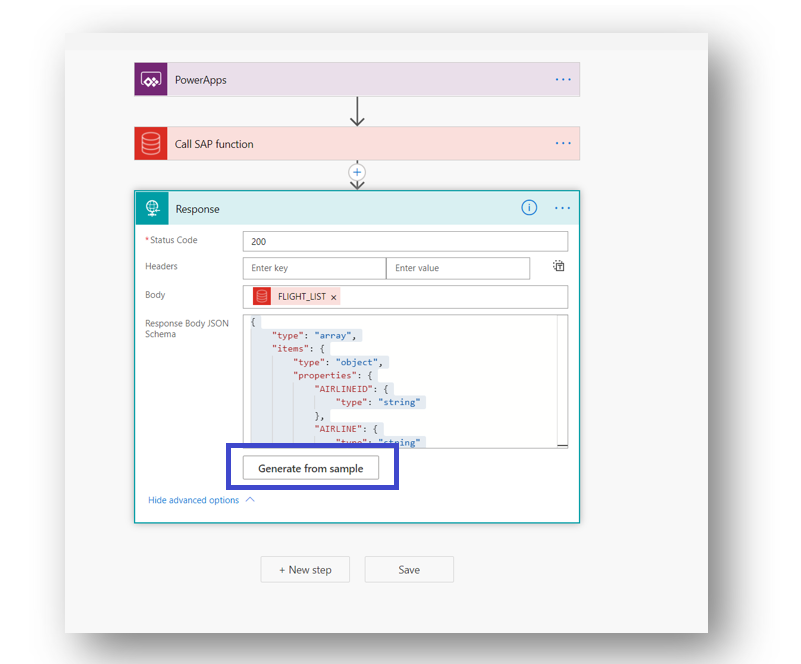 PowerApps
Call SAP function
Response
*Status Code
200
Headers
Enter key
Enter value
Body
FLIGHT_LIST ×
Response Body JSON
Schema
{
"type": "array",
"items": {
"type": "object",
"properties": {
"AIRLINEID": {
"type": "string"
},
"AIRLINE": {
"type": "string"
Generate from sample
Hide advanced options
+ New step
Save